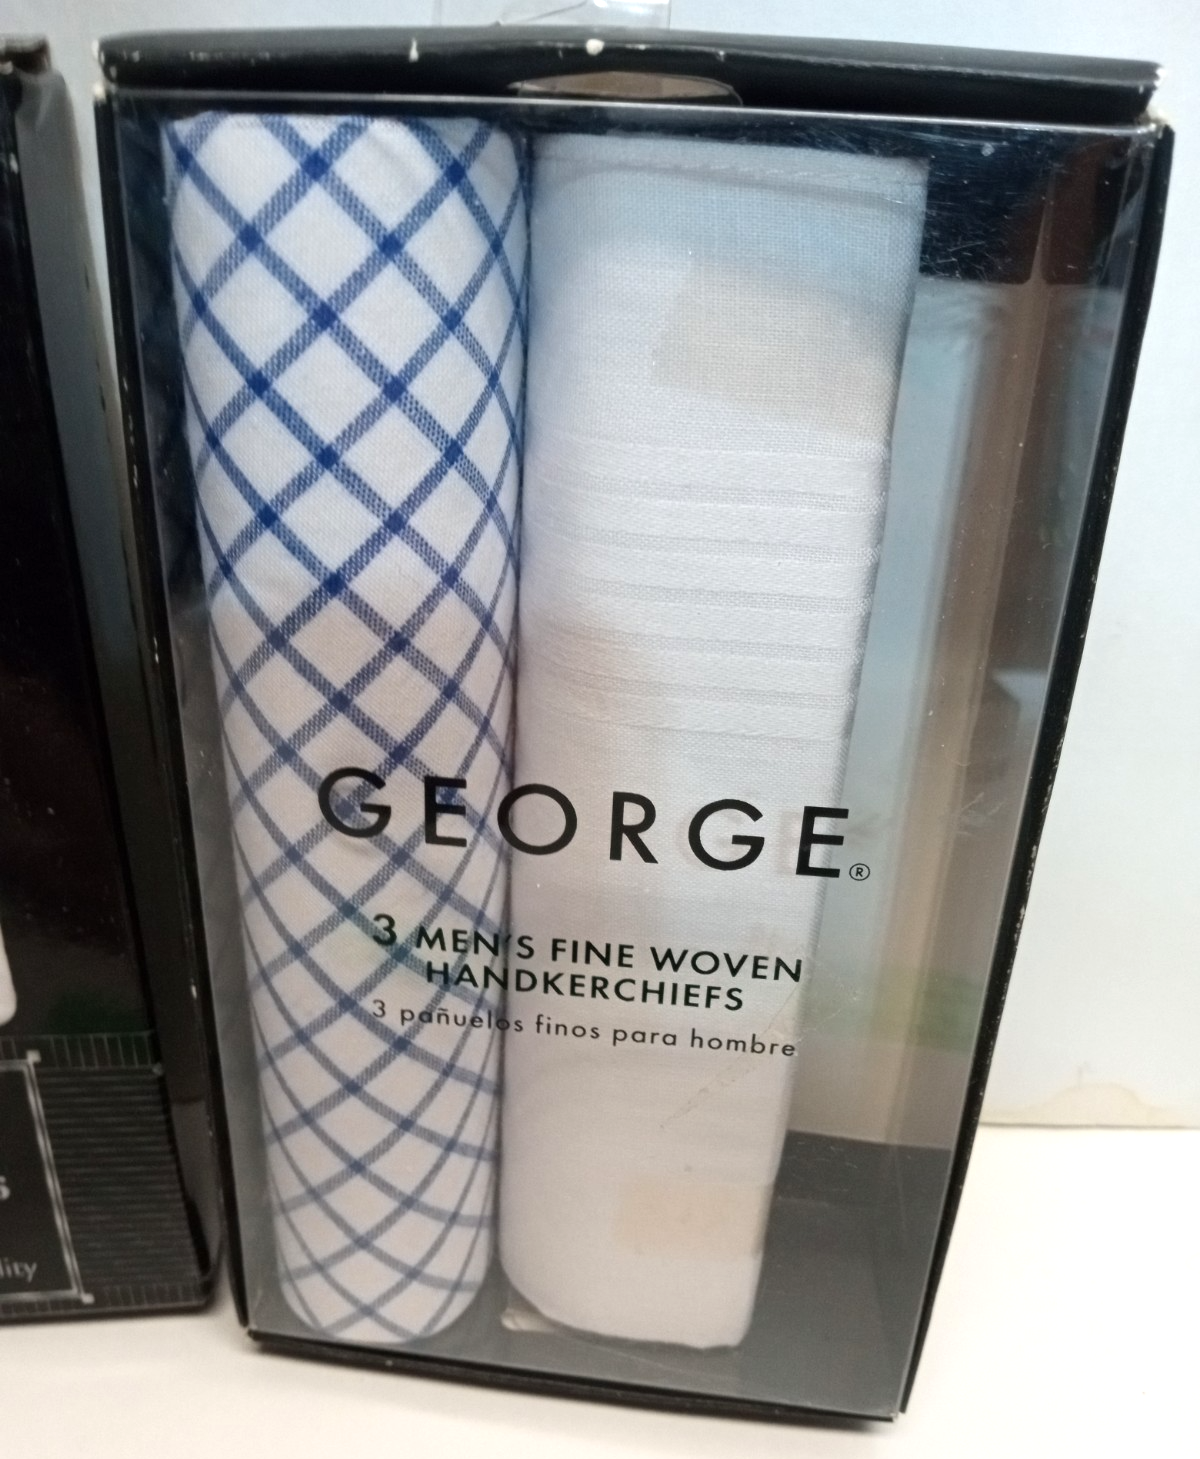 GEORGE®
3 MEN'S FINE WOVEN
HANDKERCHIEFS
3 pañuelos finos para hombre